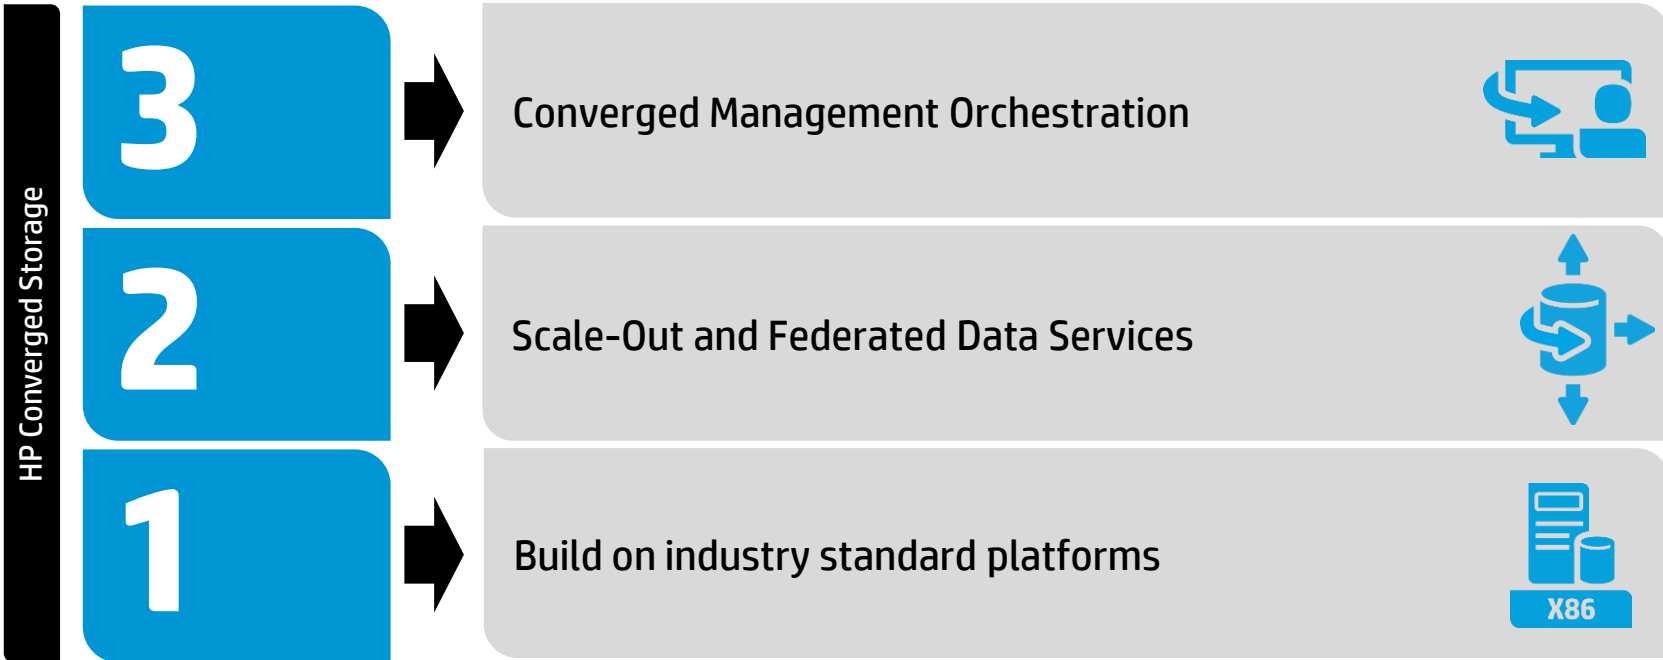 HP Converged Storage
3
Converged Management Orchestration
2
Scale-Out and Federated Data Services
1
Build on industry standard platforms
X86